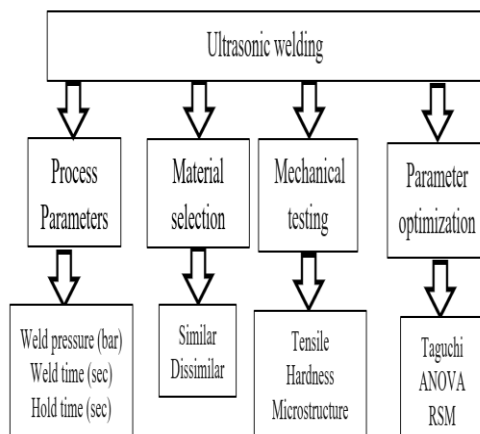 Ultrasonic welding
Process
Parameters
Material
selection
Mechanical
testing
Parameter
optimization
Weld pressure (bar)
Weld time (sec)
Hold time (sec)
Similar
Dissimilar
Tensile
Hardness
Microstructure
Taguchi
ANOVA
RSM